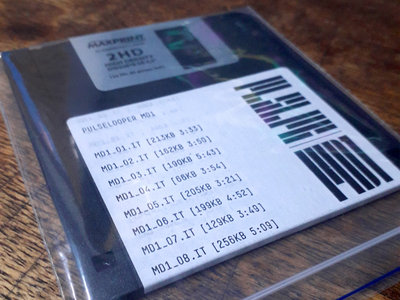 MAXPRINT
2HD
PULSELOOPER MD1
MD1_01.IT [213KB 3:33]
MD1_02.IT [162KB 3:50]
MD1_03.IT [190KB 5:43]
MD1_04.IT [68KB 3:54]
MD1_05.IT [205KB 3:21]
MD1_06.IT [199KB 4:52]
MD1_07.IT [129KB 3:49]
MD1_08.IT [256KB 5:09]